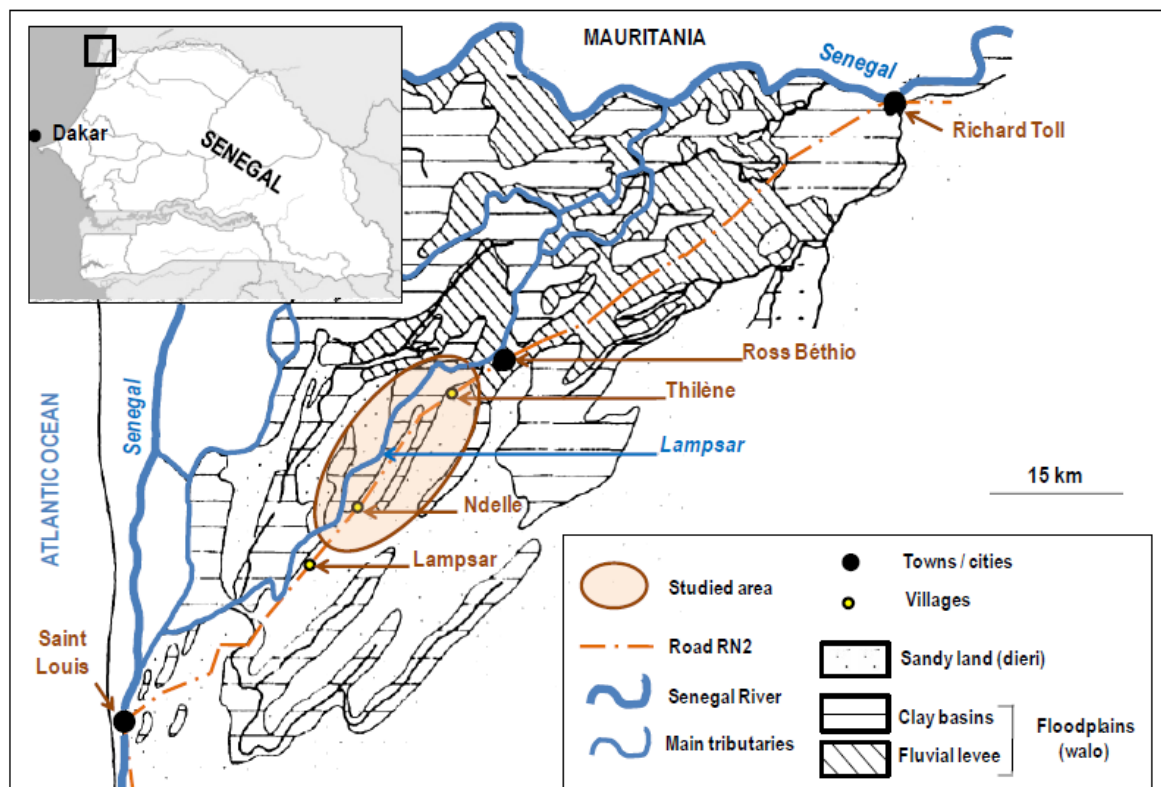 MAURITANIA
Senegal
Dakar
SENEGAL
Richard Toll
Ross Béthio
Thilène
Lampsar
15 km
Ndelle
Lampsar
ATLANTIC OCEAN
Senegal
Saint
Louis
Studied area
Road RN2
Senegal River
Main tributaries
Towns / cities
Villages
Sandy land (dieri)
Clay basins
Fluvial levee
Floodplains
(walo)